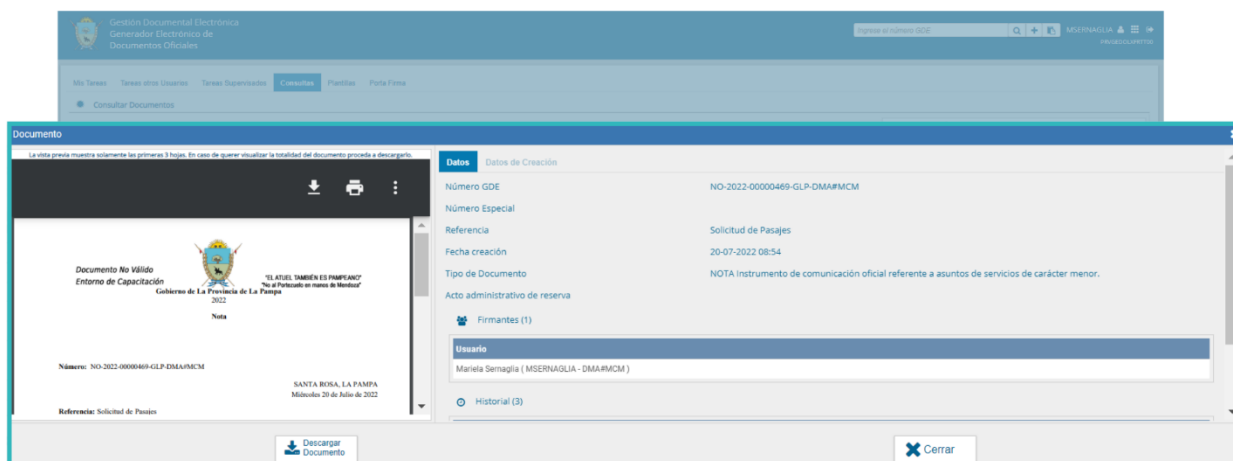 Gestión Documental Electrónica
Generador Electrónico de
Documentos Oficiales
Ingrese el número GDE
MSERNAGLIA
Mis Tareas Tareas otros Usuarios Tareas Supervisadas Consultas Plantillas Porta Firma
Consultar Documentos
Documento
La vista previa muestra solamente las primeras 3 hojas. En caso de querer visualizar la totalidad del documento proceda a descargarlo.
Documento No Válido
Entorno de Capacitación
"EL ATUEL TAMBIÉN ES PAMPEANO"
"No al Portezuelo en manos de Mendoza"
Gobierno de La Provincia de La Pampa
2022
Nota
Número: NO-2022-00000469-GLP-DMA#MCM
SANTA ROSA, LA PAMPA
Miércoles 20 de Julio de 2022
Referencia: Solicitud de Pasajes
Descargar
Documento
Datos Datos de Creación
Número GDE NO-2022-00000469-GLP-DMA#MCM
Número Especial
Referencia Solicitud de Pasajes
Fecha creación 20-07-2022 08:54
Tipo de Documento NOTA Instrumento de comunicación oficial referente a asuntos de servicios de carácter menor.
Acto administrativo de reserva
Firmantes (1)
Usuario
Mariela Sernaglia ( MSERNAGLIA - DMA#MCM )
Historial (3)
Cerrar